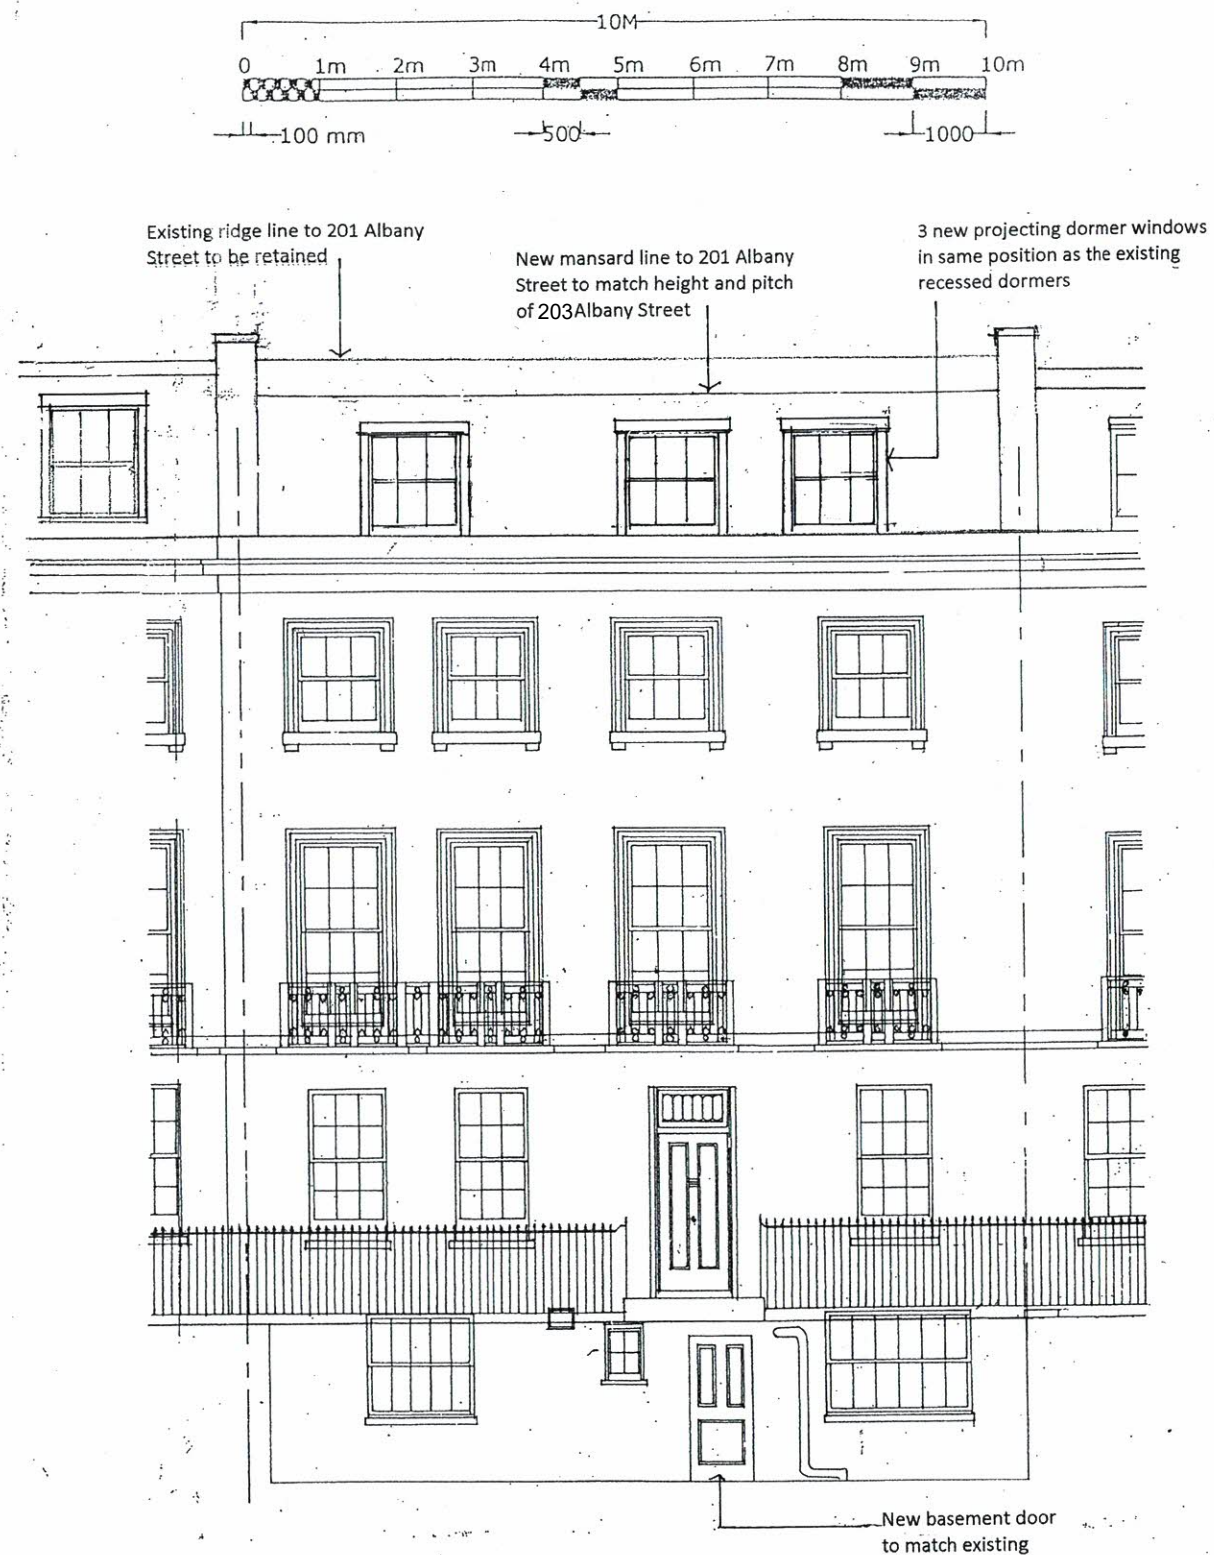 10M
0 1m 2m 3m 4m 5m 6m 7m 8m 9m 10m
100 mm
500
1000
Existing ridge line to 201 Albany
Street to be retained
New mansard line to 201 Albany
Street to match height and pitch
of 203 Albany Street
3 new projecting dormer windows
in same position as the existing
recessed dormers
New basement door
to match existing